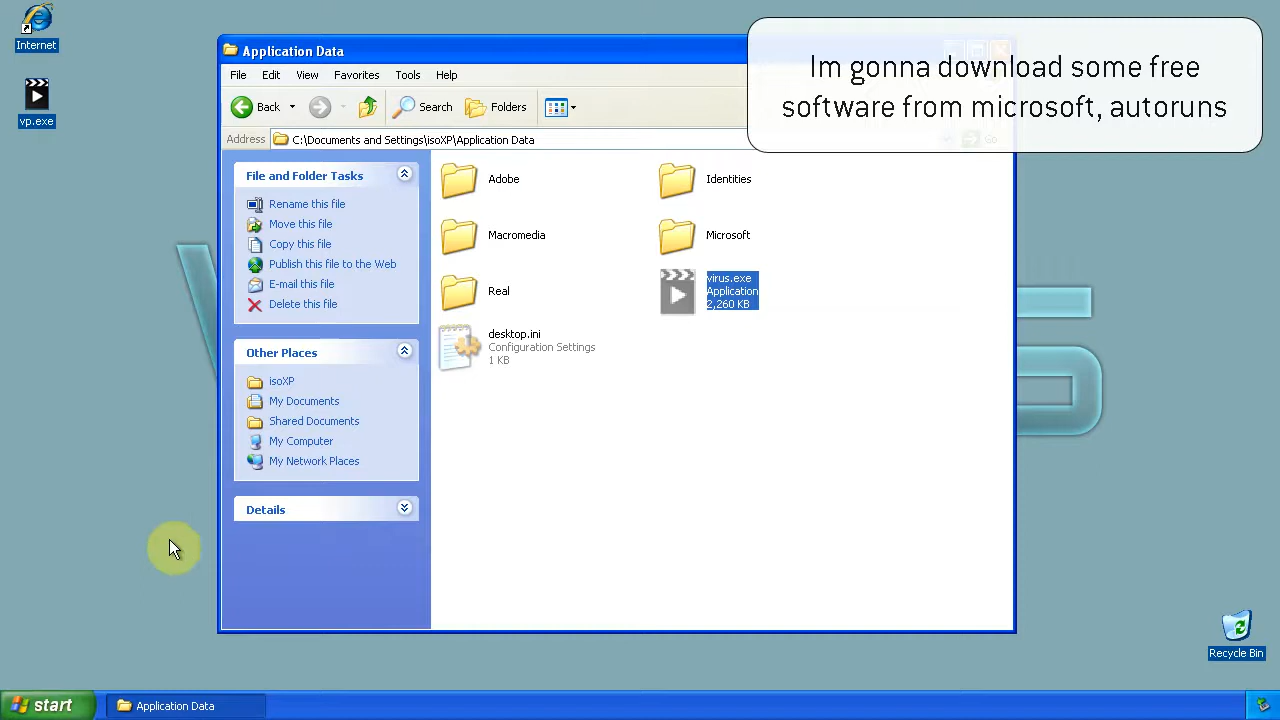 Internet
vp.exe
Application Data
File Edit View Favorites Tools Help
Back Search Folders
Address C:\Documents and Settings\isoXP\Application Data Go
Im gonna download some free
software from microsoft, autoruns
File and Folder Tasks
Rename this file
Move this file
Copy this file
Publish this file to the Web
E-mail this file
Delete this file
Other Places
isoXP
My Documents
Shared Documents
My Computer
My Network Places
Details
Adobe
Identities
Macromedia
Microsoft
Real
virus.exe
Application
2,260 KB
desktop.ini
Configuration Settings
1 KB
Recycle Bin
start
Application Data